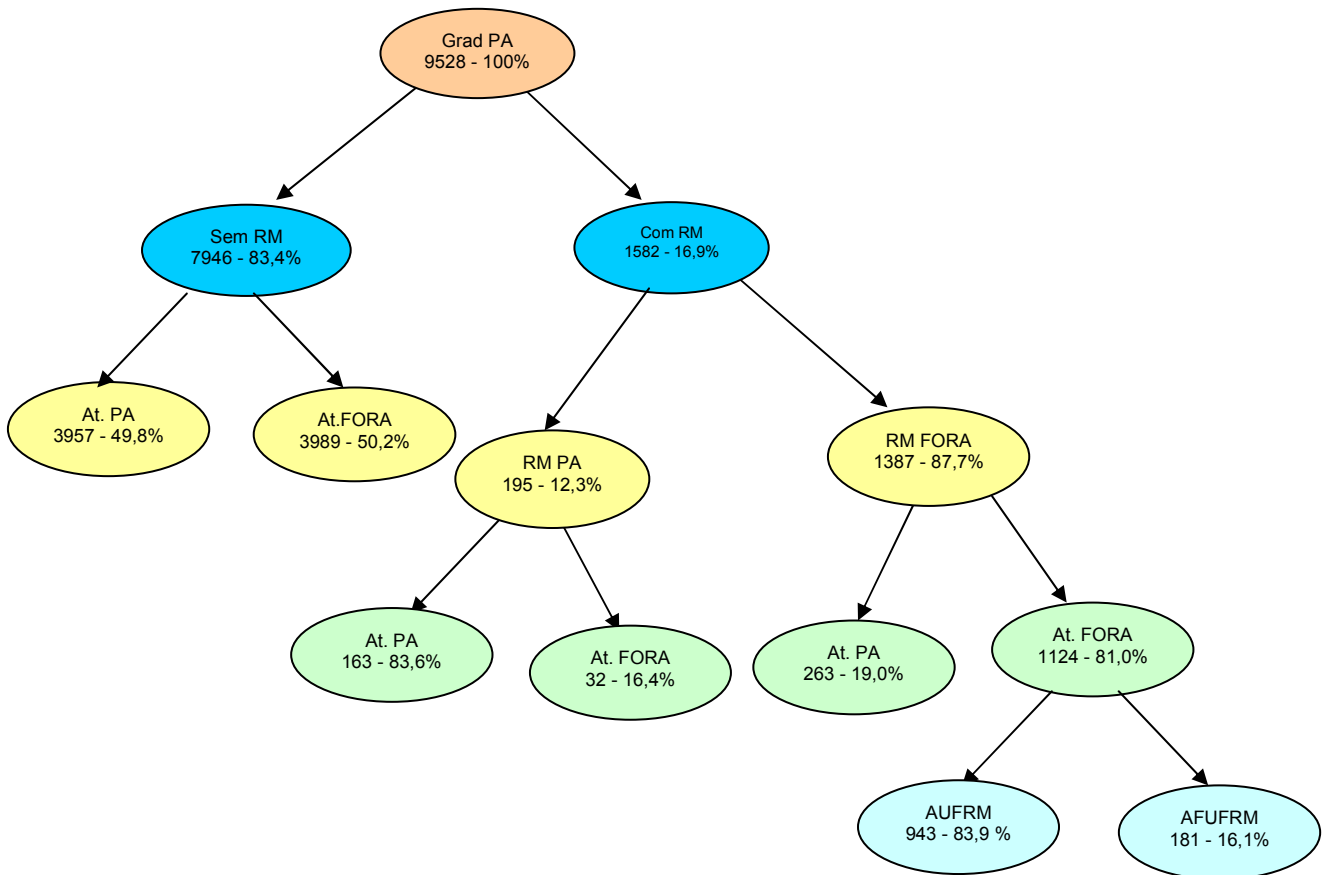 Grad PA
9528 - 100%
Sem RM
7946 - 83,4%
Com RM
1582 - 16,9%
At. PA
3957 - 49,8%
At.FORA
3989 - 50,2%
RM PA
195 - 12,3%
RM FORA
1387 - 87,7%
At. PA
163 - 83,6%
At. FORA
32 - 16,4%
At. PA
263 - 19,0%
At. FORA
1124 - 81,0%
AUFRM
943 - 83,9 %
AFUFRM
181 - 16,1%